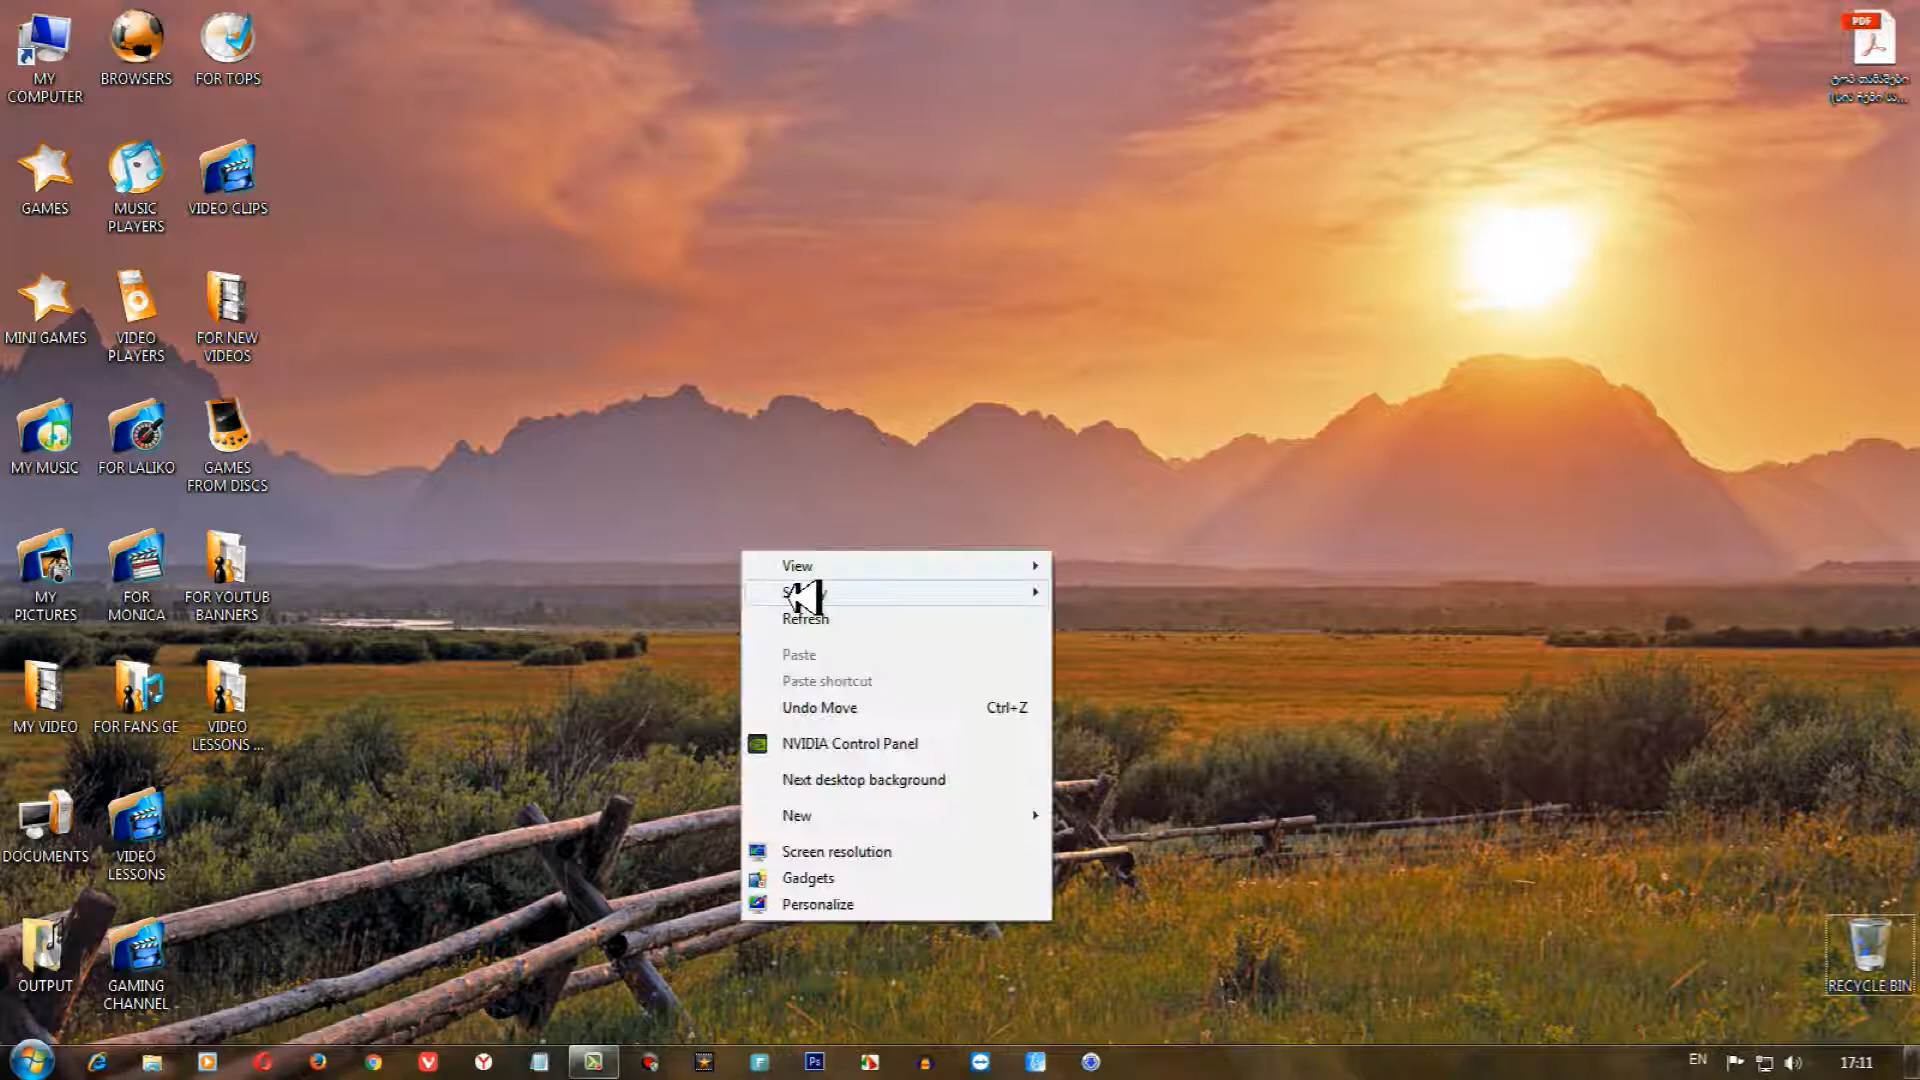 MY
COMPUTER
BROWSERS
FOR TOPS
GAMES
MUSIC
PLAYERS
VIDEO CLIPS
MINI GAMES
VIDEO
PLAYERS
FOR NEW
VIDEOS
MY MUSIC
FOR LALIKO
GAMES
FROM DISCS
MY
PICTURES
FOR
MONICA
FOR YOUTUB
BANNERS
MY VIDEO
FOR FANS GE
VIDEO
LESSONS ...
DOCUMENTS
VIDEO
LESSONS
OUTPUT
GAMING
CHANNEL
PDF
ტოპ თამაშები
RECYCLE BIN
View
Refresh
Paste
Paste shortcut
Undo Move Ctrl+Z
NVIDIA Control Panel
Next desktop background
New
Screen resolution
Gadgets
Personalize
Ps
EN
17:11